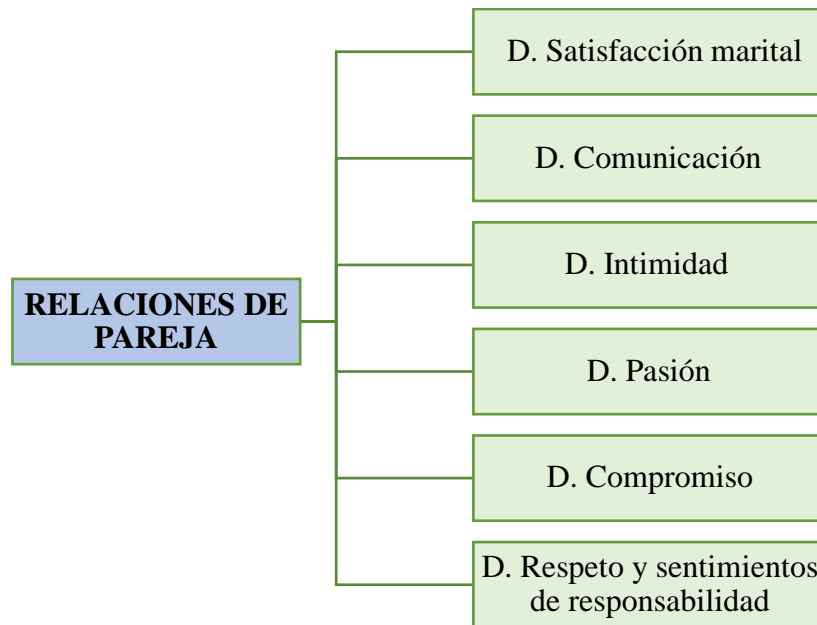 D. Satisfacción marital
D. Comunicación
D. Intimidad
RELACIONES DE
PAREJA
D. Pasión
D. Compromiso
D. Respeto y sentimientos
de responsabilidad